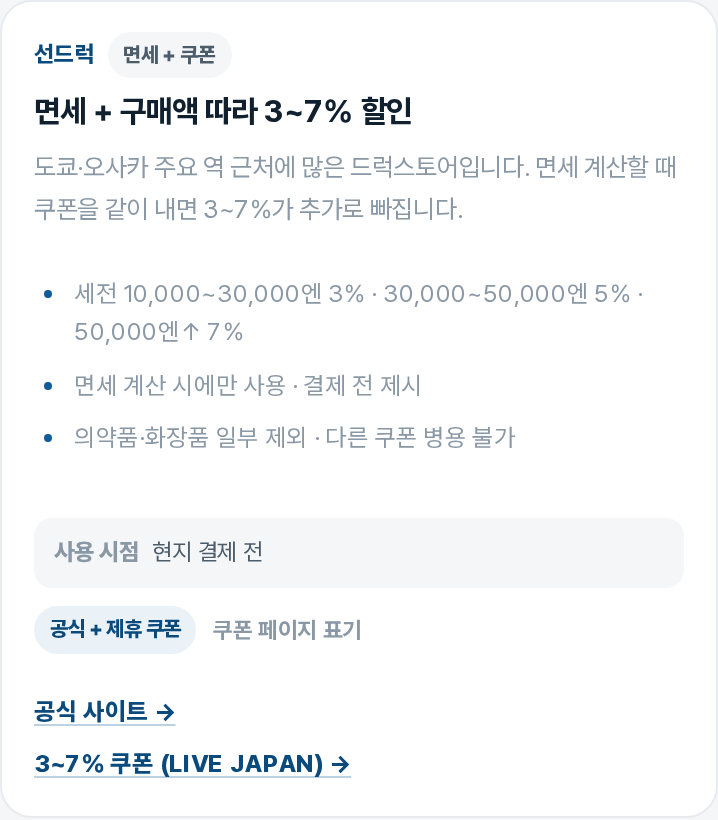 선드럭 면세 + 쿠폰
면세 + 구매액 따라 3~7% 할인
도쿄·오사카 주요 역 근처에 많은 드럭스토어입니다. 면세 계산할 때
쿠폰을 같이 내면 3~7%가 추가로 빠집니다.
• 세전 10,000~30,000엔 3% · 30,000~50,000엔 5% ·
50,000엔↑ 7%
• 면세 계산 시에만 사용 · 결제 전 제시
• 의약품·화장품 일부 제외 · 다른 쿠폰 병용 불가
사용 시점 현지 결제 전
공식 + 제휴 쿠폰 쿠폰 페이지 표기
공식 사이트 →
3~7% 쿠폰 (LIVE JAPAN) →